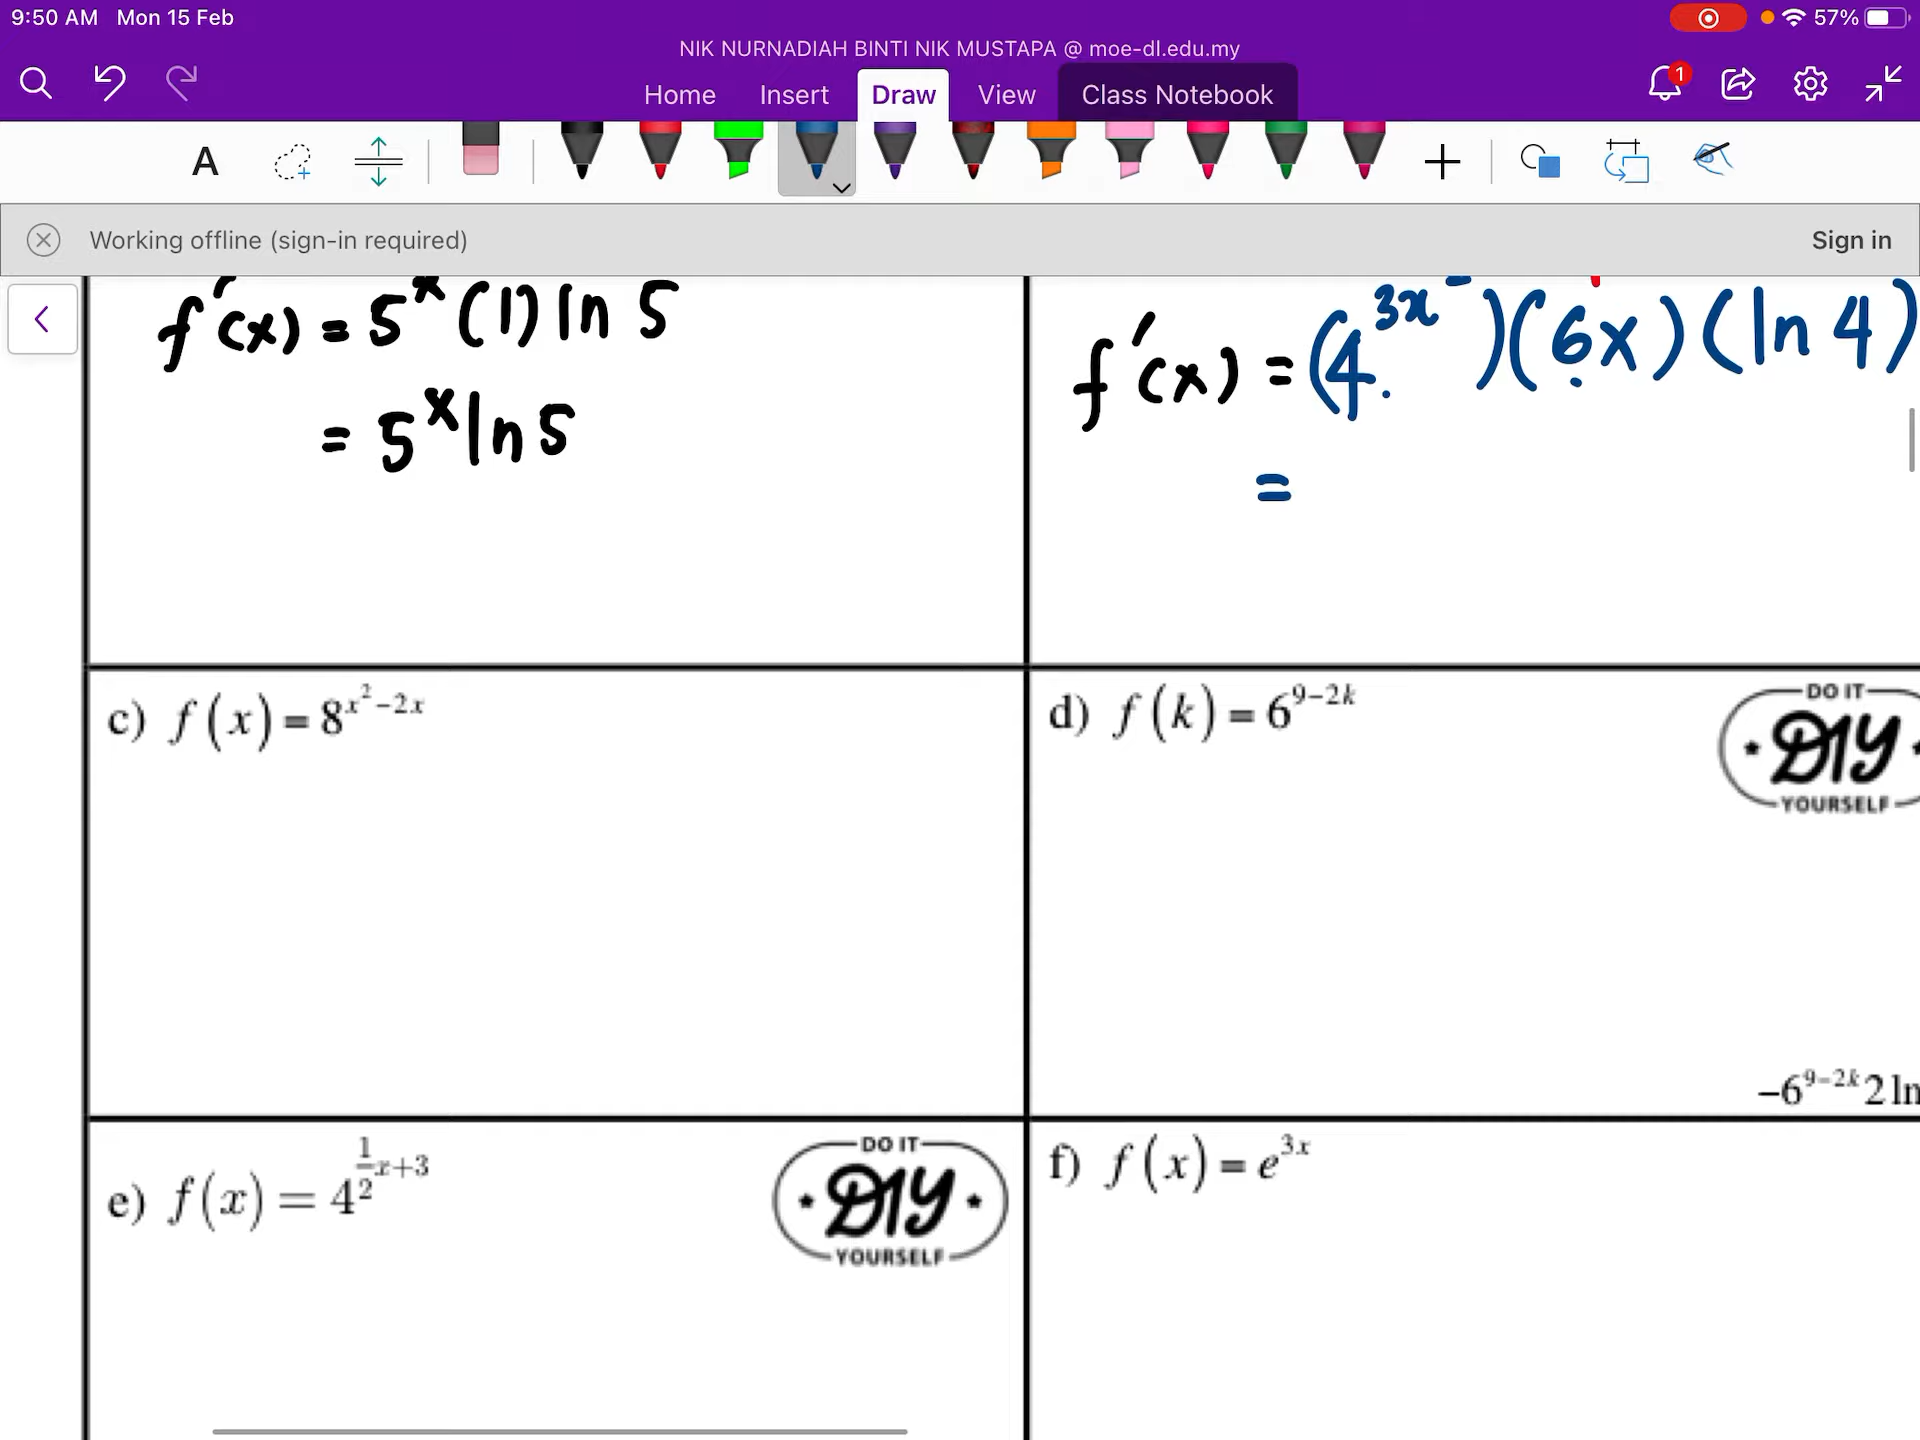 9:50 AM Mon 15 Feb
57%
NIK NURNADIAH BINTI NIK MUSTAPA @ moe-dl.edu.my
Home Insert Draw View Class Notebook
1
A
Working offline (sign-in required) Sign in
f'(x) = 5^x (1) ln 5
= 5^x ln 5
f'(x) = (4^{3x})(6x)(ln 4)
=
c) f(x) = 8^{x^2-2x}
d) f(k) = 6^{9-2k}
DO IT
DIY
YOURSELF
-6^{9-2k} 2 ln
e) f(x) = 4^{\frac{1}{2}x+3}
DO IT
DIY
YOURSELF
f) f(x) = e^{3x}